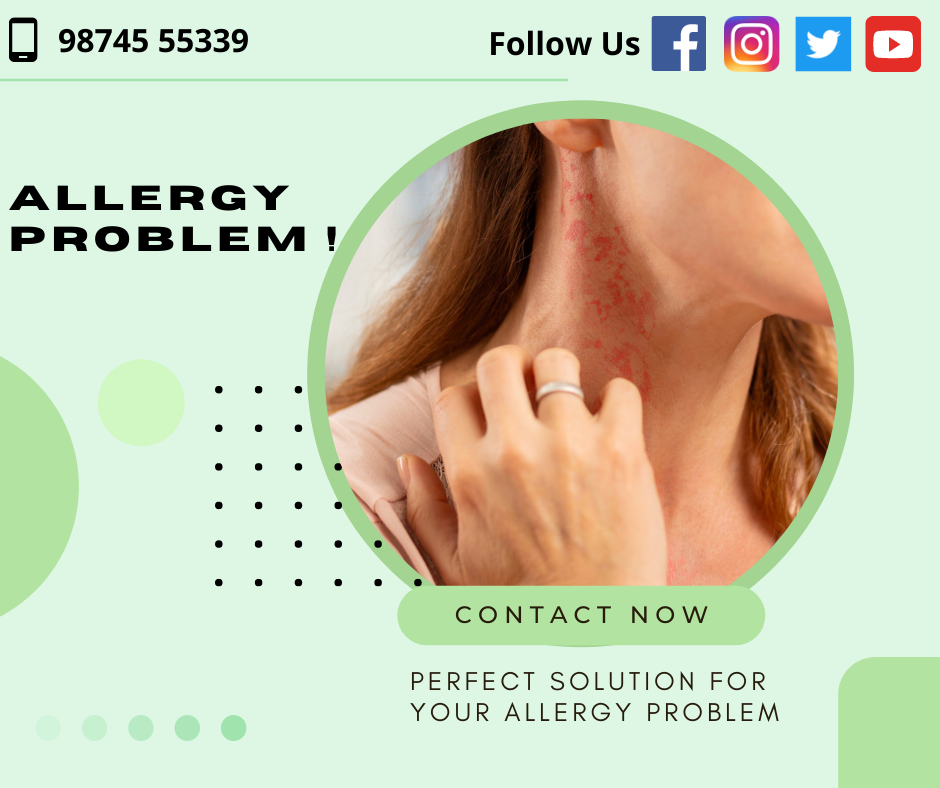 98745 55339
Follow Us
ALLERGY
PROBLEM !
CONTACT NOW
PERFECT SOLUTION FOR
YOUR ALLERGY PROBLEM